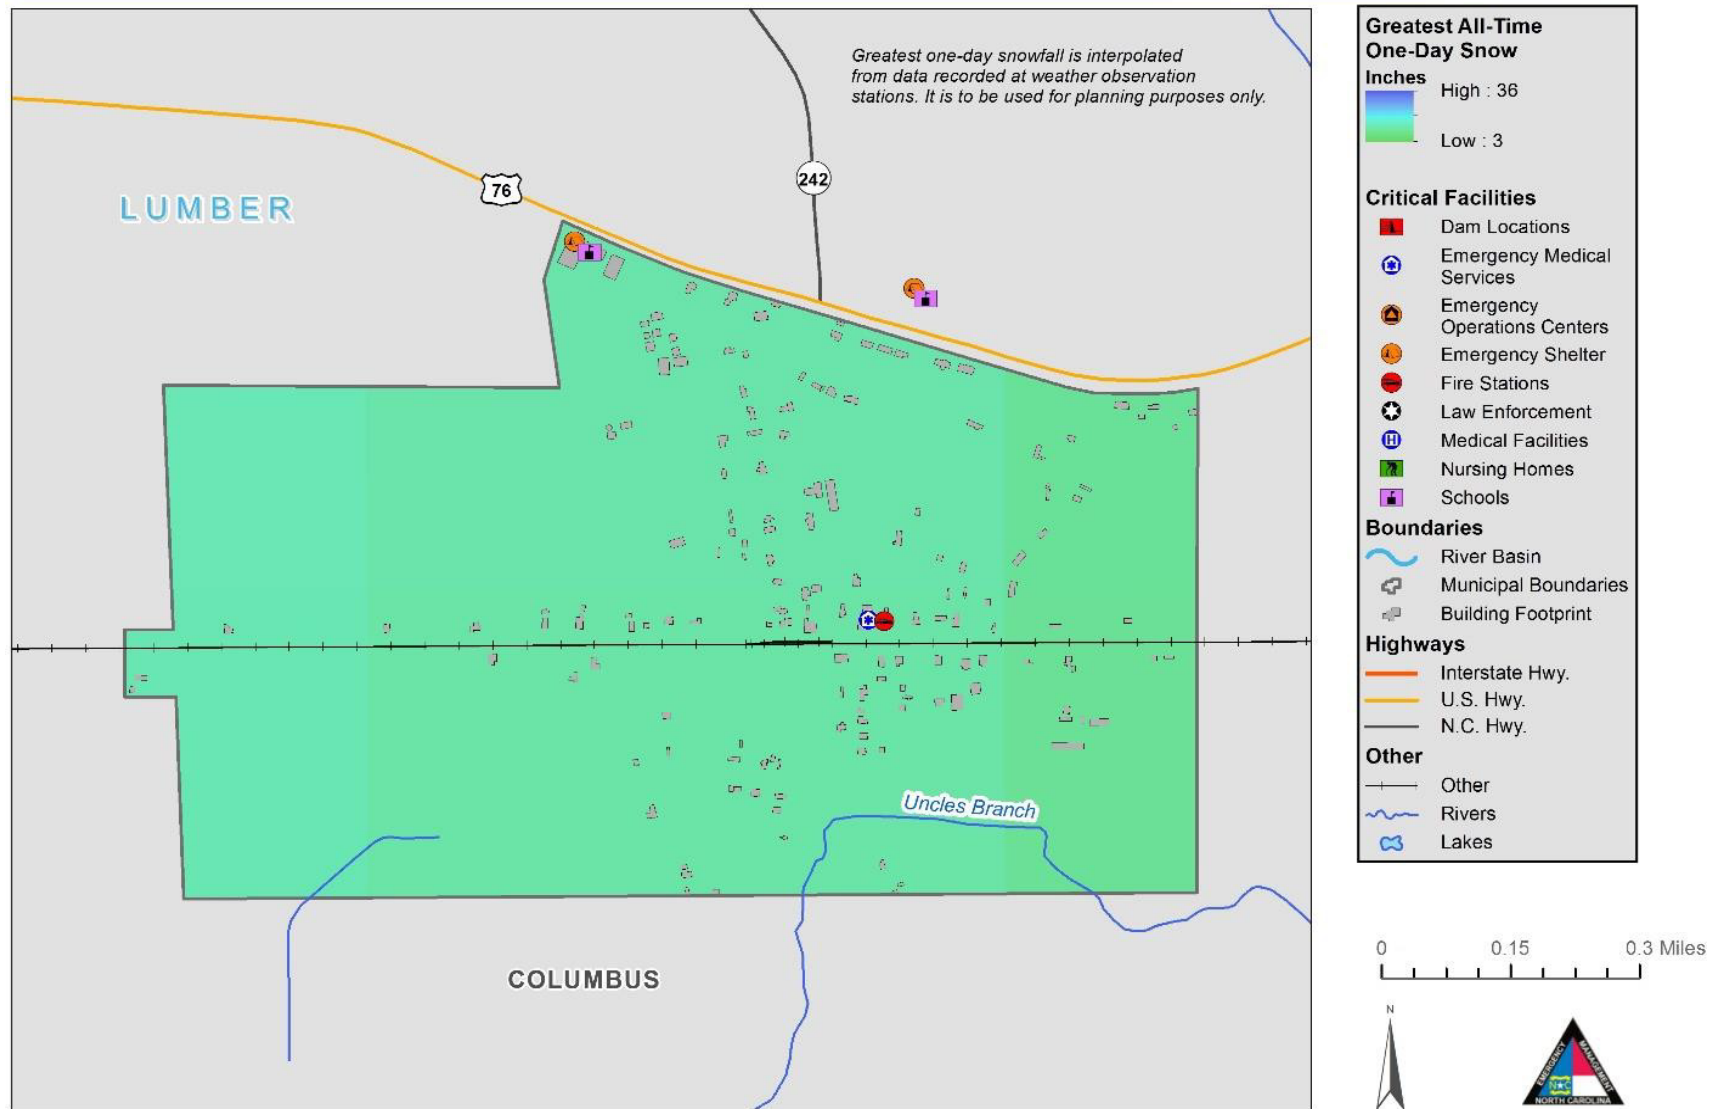 Greatest one-day snowfall is interpolated
from data recorded at weather observation
stations. It is to be used for planning purposes only.
242
76
LUMBER
Uncles Branch
COLUMBUS
Greatest All-Time
One-Day Snow
Inches
High : 36
Low : 3
Critical Facilities
Dam Locations
Emergency Medical
Services
Emergency
Operations Centers
Emergency Shelter
Fire Stations
Law Enforcement
H
Medical Facilities
Nursing Homes
Schools
Boundaries
River Basin
Municipal Boundaries
Building Footprint
Highways
Interstate Hwy.
U.S. Hwy.
N.C. Hwy.
Other
Other
Rivers
Lakes
0 0.15 0.3 Miles
N
EMERGENCY
MANAGEMENT
N C
NORTH CAROLINA